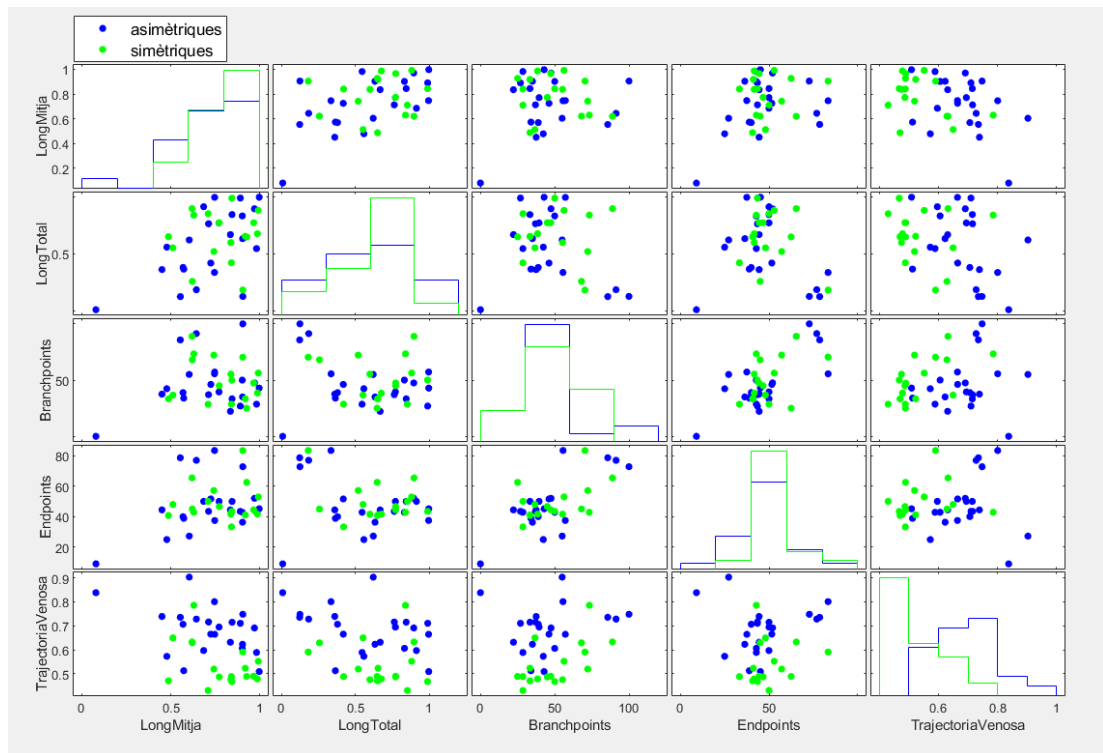 asimètriques
simètriques
LongMitja
1
0.8
0.6
0.4
0.2
LongTotal
0.5
Branchpoints
50
Endpoints
80
60
40
20
TrajectoriaVenosa
0.9
0.8
0.7
0.6
0.5
0 1
0 0.5 1
0 50 100
50
0.6 0.8 1
LongMitja LongTotal Branchpoints Endpoints TrajectoriaVenosa